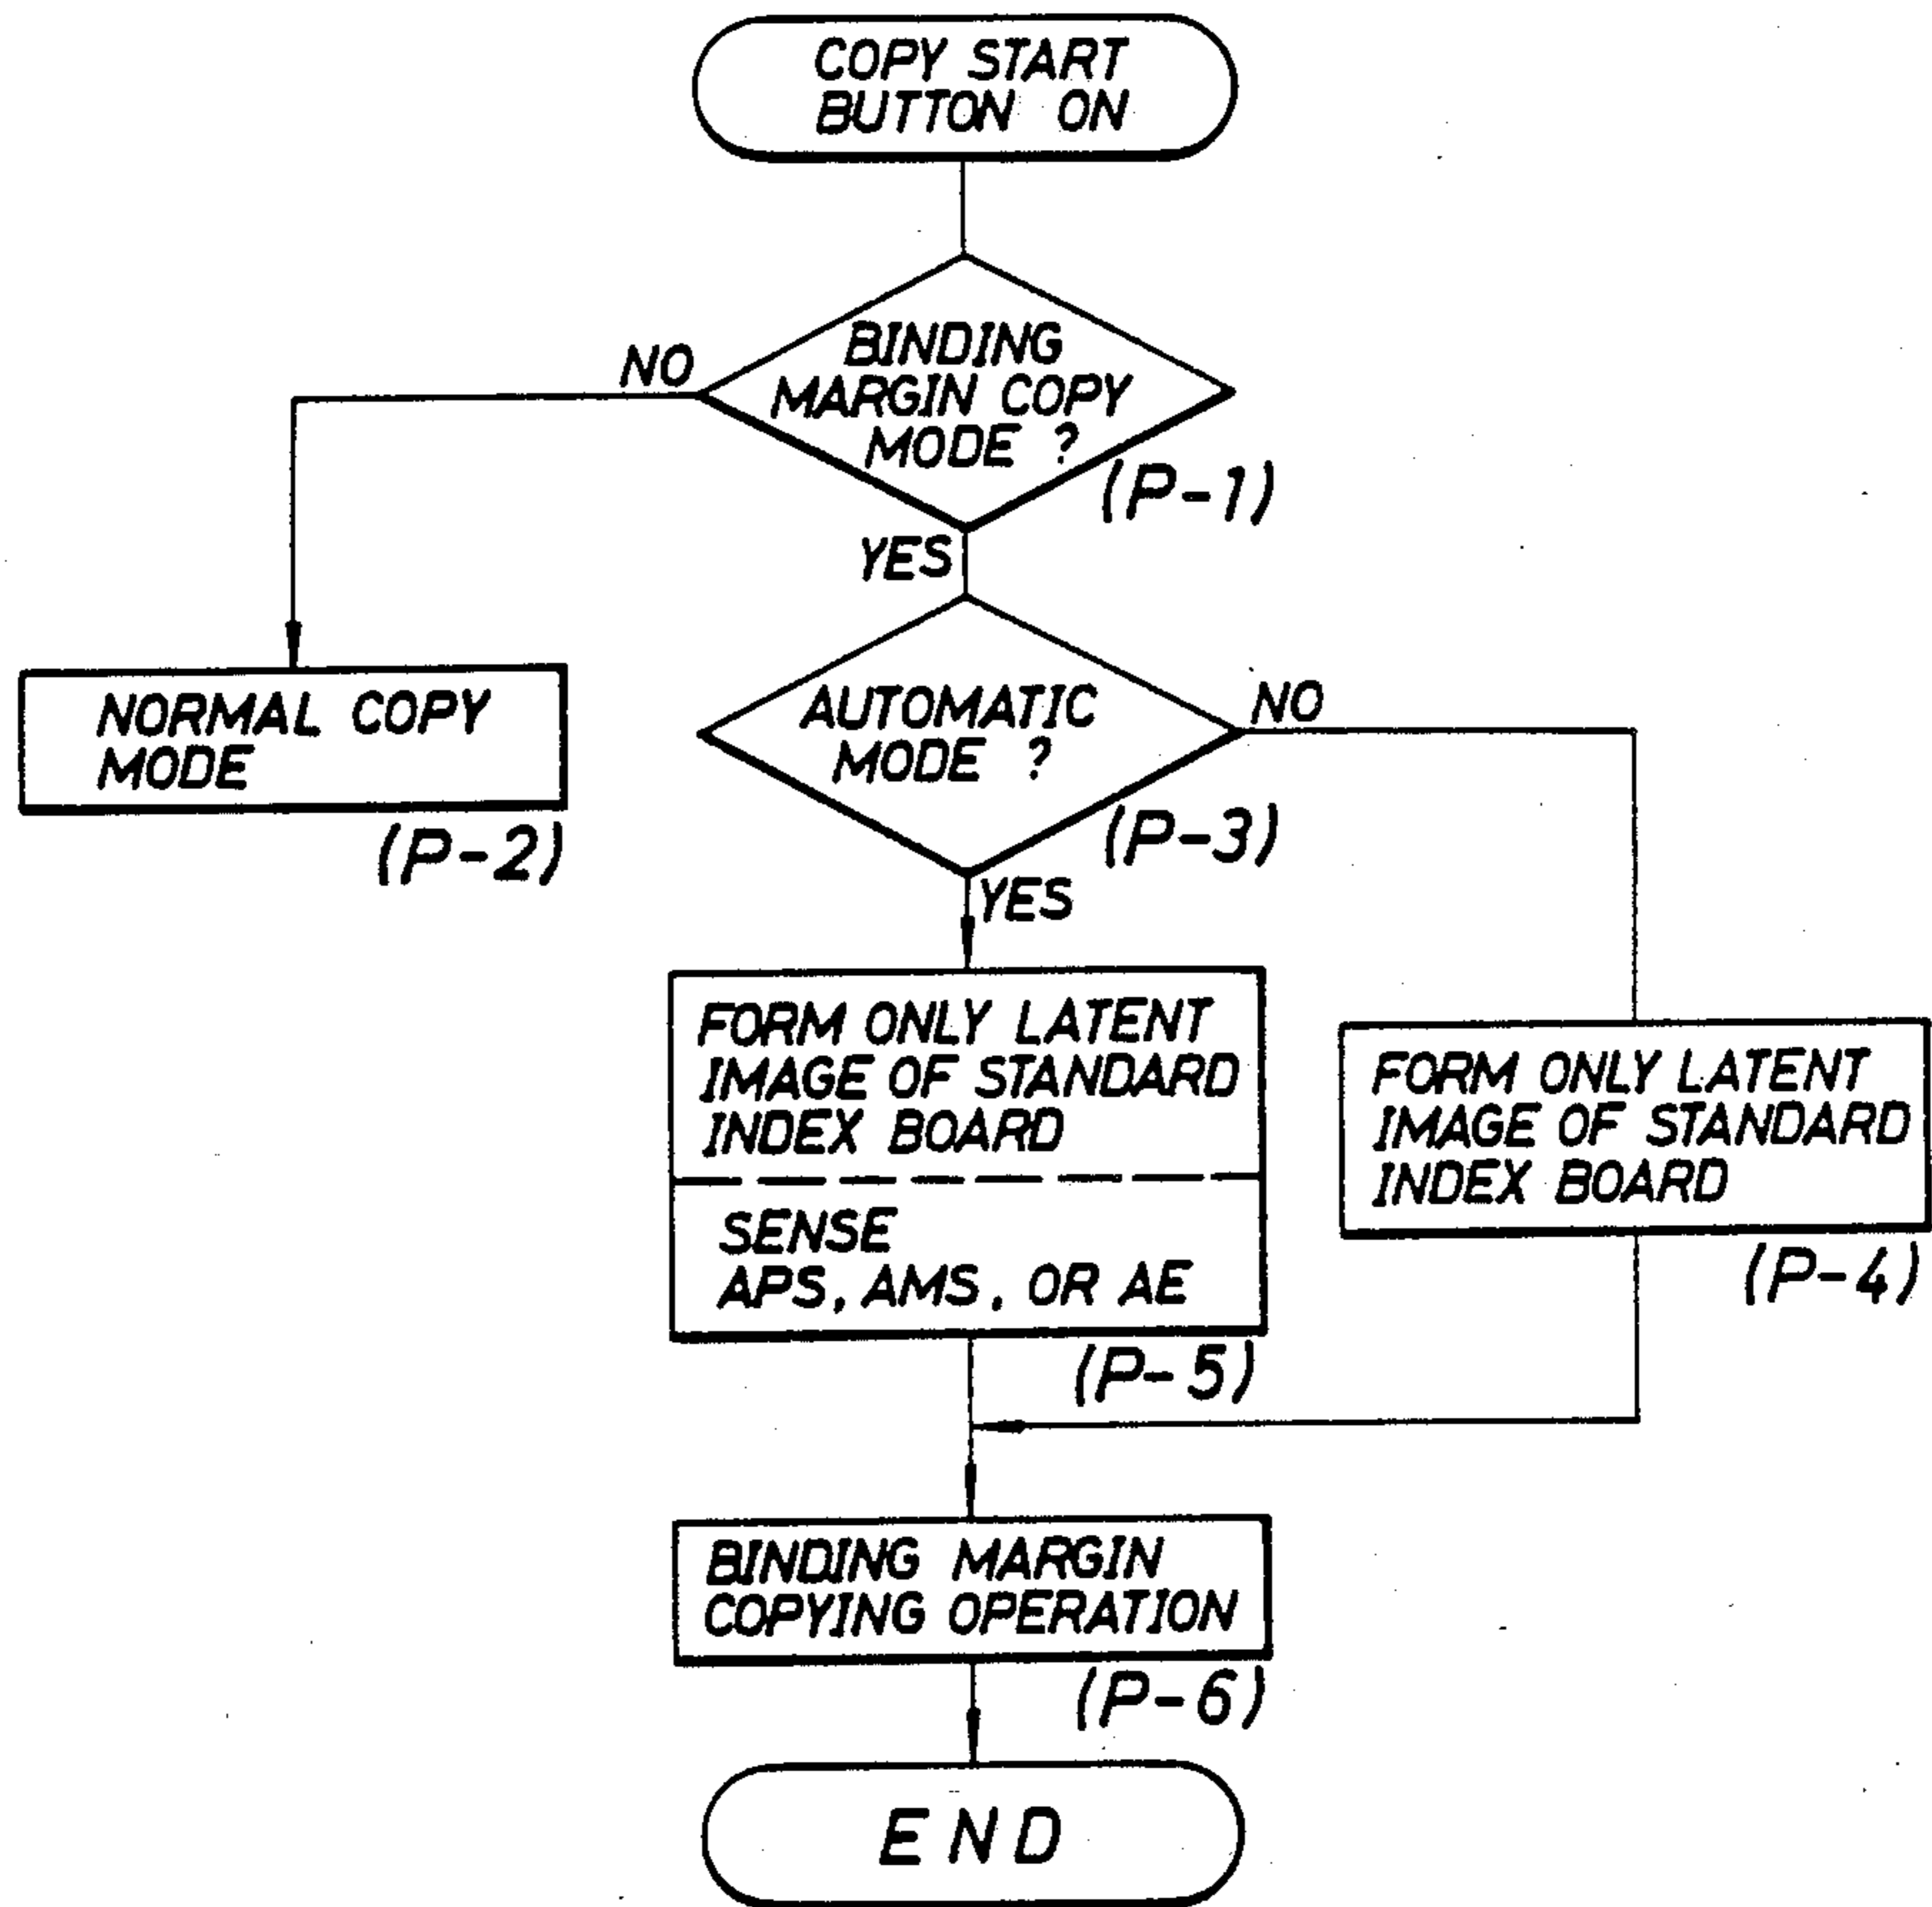 COPY START
BUTTON ON
BINDING
MARGIN COPY
MODE ?
(P-1)
NO
YES
NORMAL COPY
MODE
(P-2)
AUTOMATIC
MODE ?
(P-3)
NO
YES
FORM ONLY LATENT
IMAGE OF STANDARD
INDEX BOARD
SENSE
APS, AMS, OR AE
(P-5)
FORM ONLY LATENT
IMAGE OF STANDARD
INDEX BOARD
(P-4)
BINDING MARGIN
COPYING OPERATION
(P-6)
END